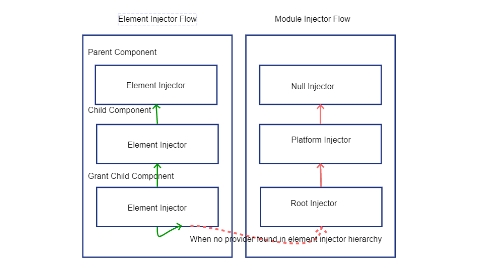 Element Injector Flow
Module Injector Flow
Parent Component
Element Injector
Null Injector
Child Component
Element Injector
Platform Injector
Grant Child Component
Element Injector
Root Injector
When no provider found in element injector hierarchy